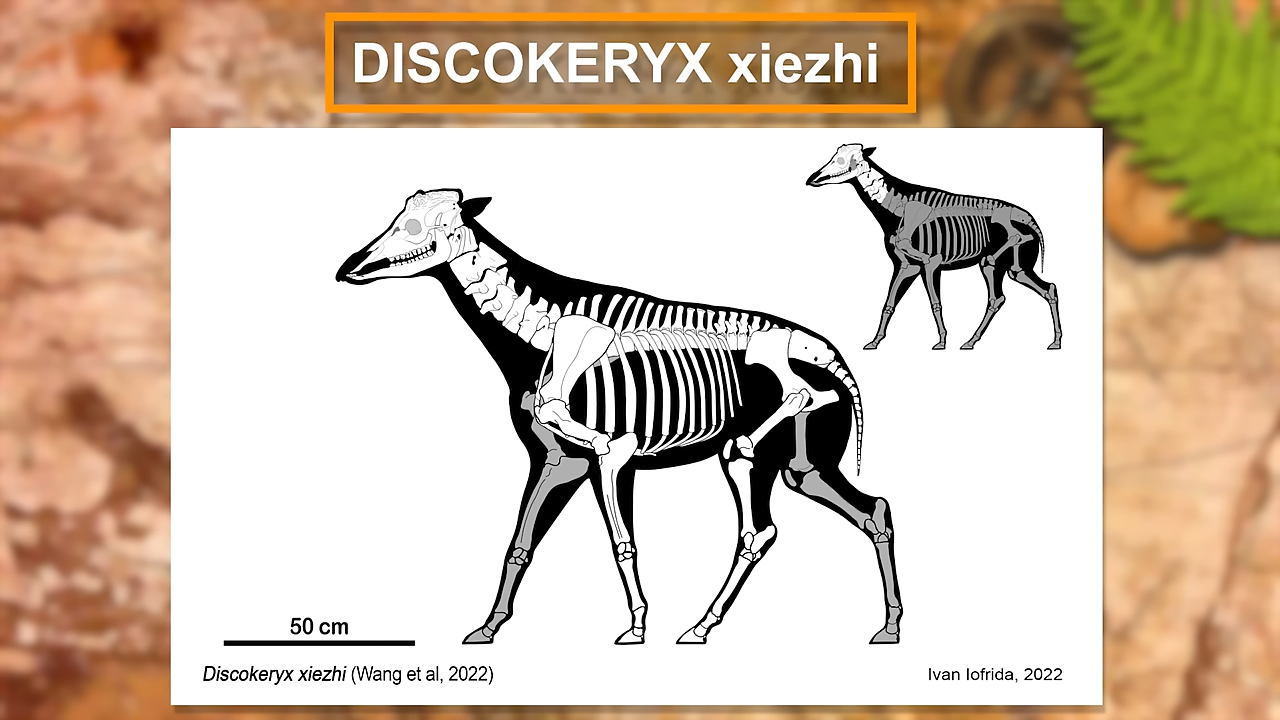 DISCOKERYX xiezhi
50 cm
Discokeryx xiezhi (Wang et al, 2022)
Ivan Iofrida, 2022